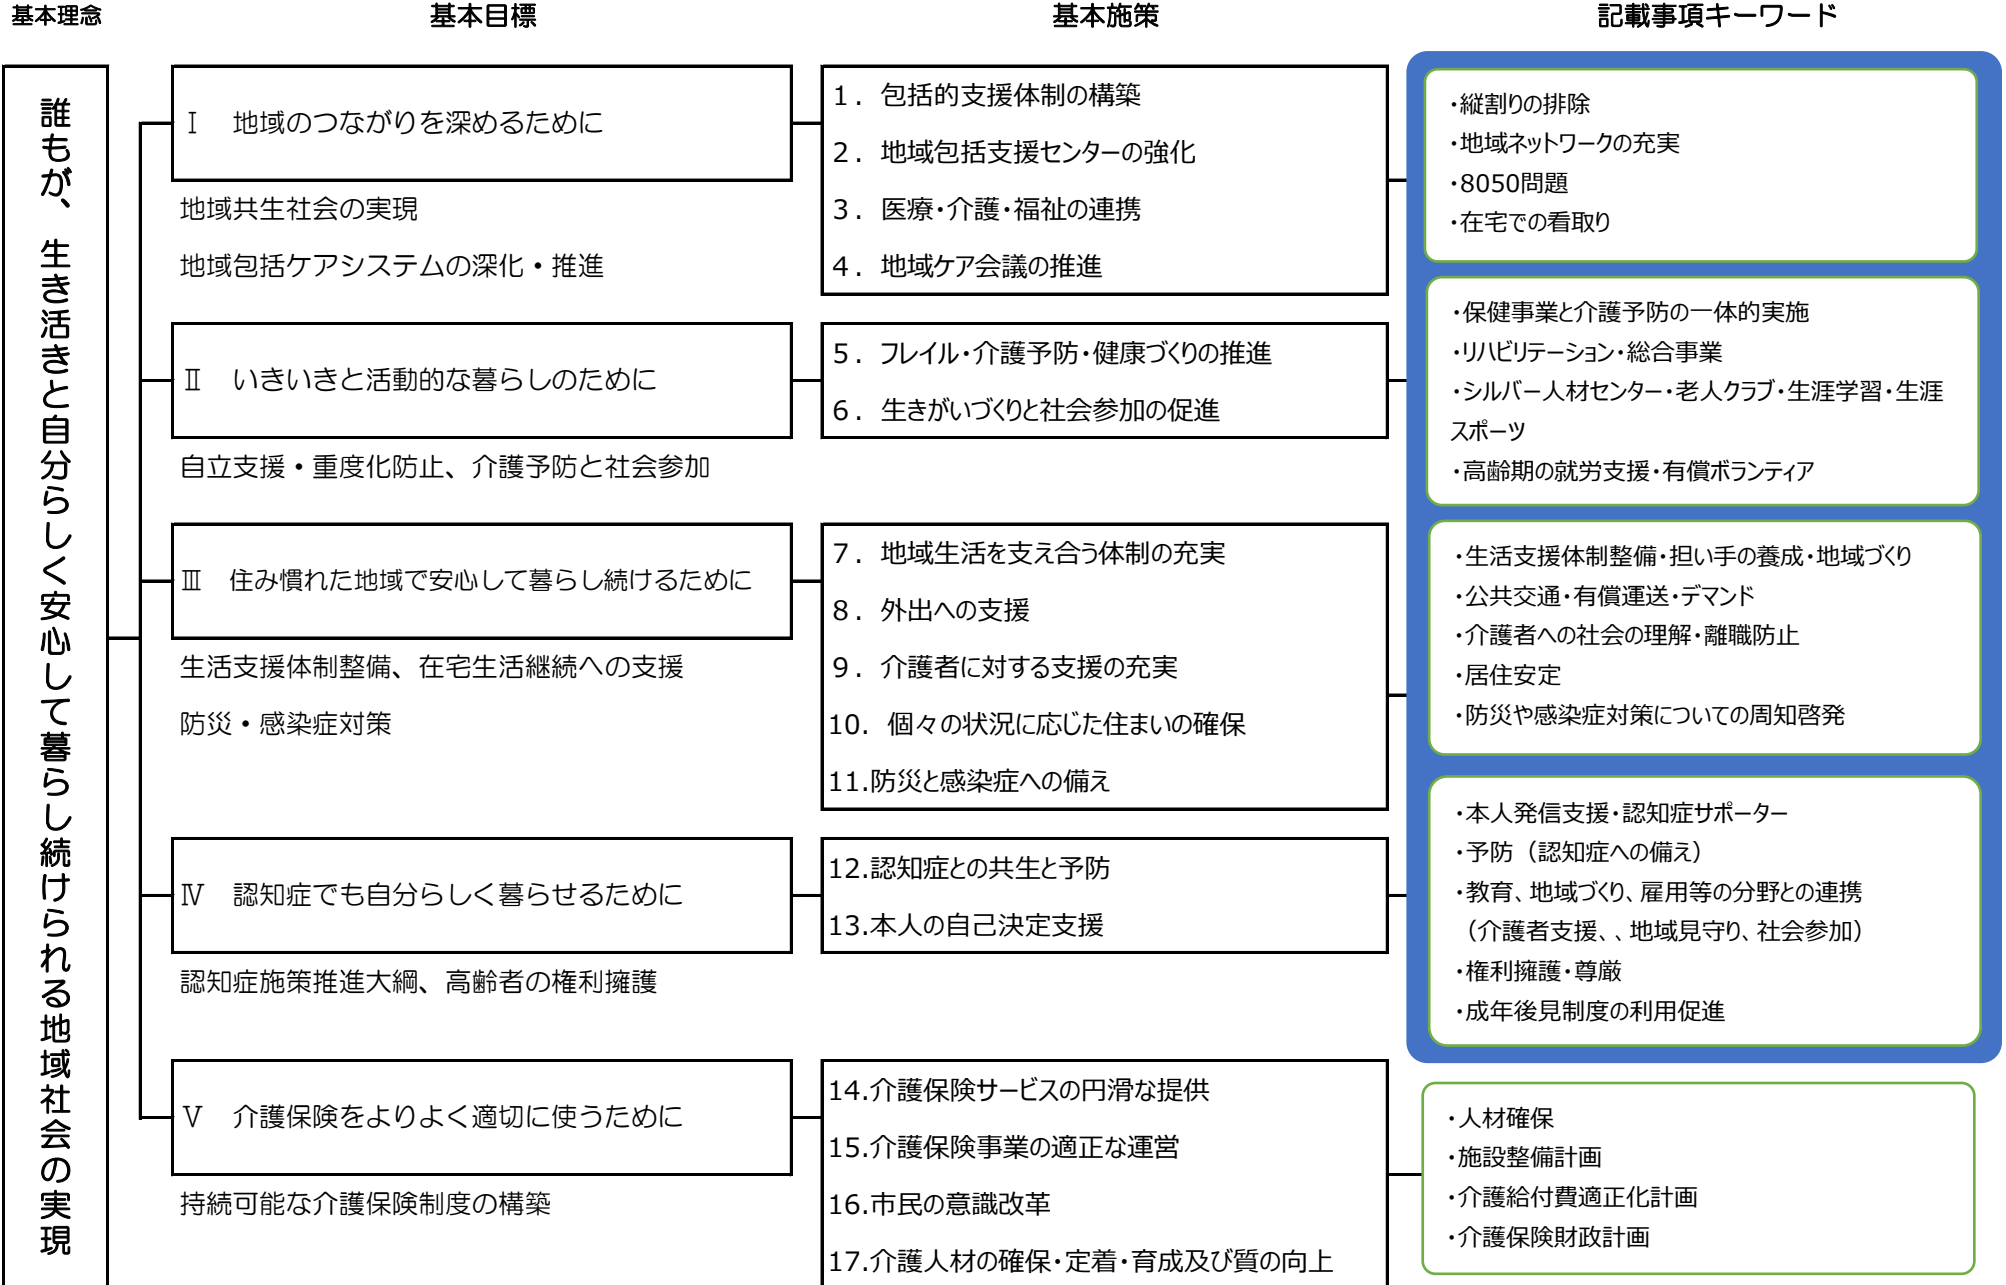 基本理念
基本目標
基本施策
記載事項キーワード
誰もが、生き活きと自分らしく安心して暮らし続けられる地域社会の実現
Ⅰ 地域のつながりを深めるために
地域共生社会の実現
地域包括ケアシステムの深化・推進
1．包括的支援体制の構築
2．地域包括支援センターの強化
3．医療・介護・福祉の連携
4．地域ケア会議の推進
・縦割りの排除
・地域ネットワークの充実
・8050問題
・在宅での看取り
Ⅱ いきいきと活動的な暮らしのために
自立支援・重度化防止、介護予防と社会参加
5．フレイル・介護予防・健康づくりの推進
6．生きがいづくりと社会参加の促進
・保健事業と介護予防の一体的実施
・リハビリテーション・総合事業
・シルバー人材センター・老人クラブ・生涯学習・生涯
スポーツ
・高齢期の就労支援・有償ボランティア
Ⅲ 住み慣れた地域で安心して暮らし続けるために
生活支援体制整備、在宅生活継続への支援
防災・感染症対策
7．地域生活を支え合う体制の充実
8．外出への支援
9．介護者に対する支援の充実
10．個々の状況に応じた住まいの確保
11.防災と感染症への備え
・生活支援体制整備・担い手の養成・地域づくり
・公共交通・有償運送・デマンド
・介護者への社会の理解・離職防止
・居住安定
・防災や感染症対策についての周知啓発
Ⅳ 認知症でも自分らしく暮らせるために
認知症施策推進大綱、高齢者の権利擁護
12.認知症との共生と予防
13.本人の自己決定支援
・本人発信支援・認知症サポーター
・予防（認知症への備え）
・教育、地域づくり、雇用等の分野との連携
（介護者支援、、地域見守り、社会参加）
・権利擁護・尊厳
・成年後見制度の利用促進
Ⅴ 介護保険をよりよく適切に使うために
持続可能な介護保険制度の構築
14.介護保険サービスの円滑な提供
15.介護保険事業の適正な運営
16.市民の意識改革
17.介護人材の確保・定着・育成及び質の向上
・人材確保
・施設整備計画
・介護給付費適正化計画
・介護保険財政計画